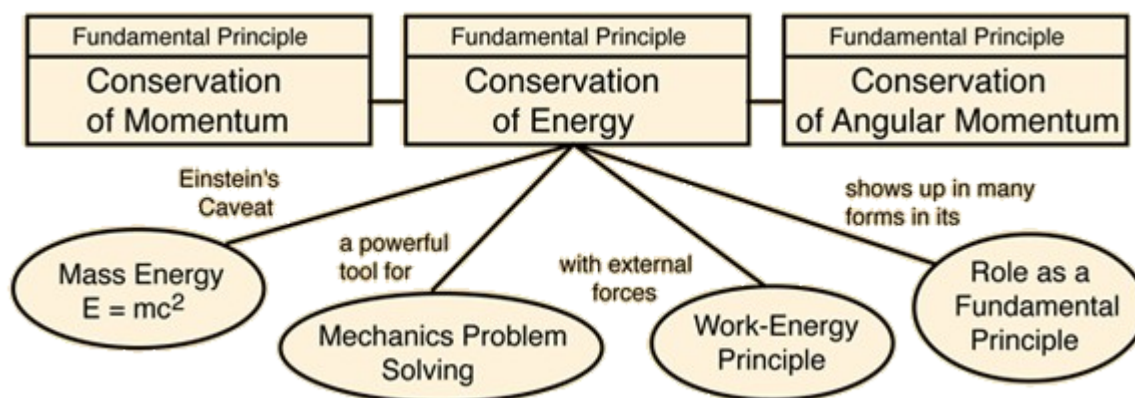 Fundamental Principle
Conservation
of Momentum
Fundamental Principle
Conservation
of Energy
Fundamental Principle
Conservation
of Angular Momentum
Einstein's
Caveat
a powerful
tool for
with external
forces
shows up in many
forms in its
Mass Energy
E = mc²
Mechanics Problem
Solving
Work-Energy
Principle
Role as a
Fundamental
Principle